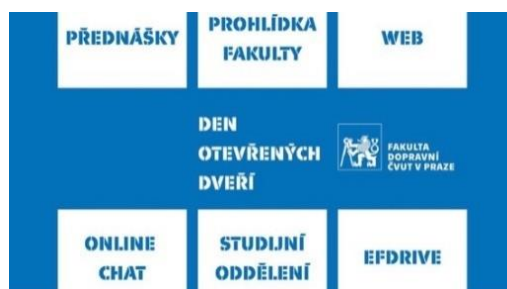 PŘEDNÁŠKY
PROHLÍDKA
FAKULTY
WEB
DEN
OTEVŘENÝCH
DVEŘÍ
FAKULTA
DOPRAVNÍ
ČVUT V PRAZE
ONLINE
CHAT
STUDIJNÍ
ODDĚLENÍ
EFDRIVE